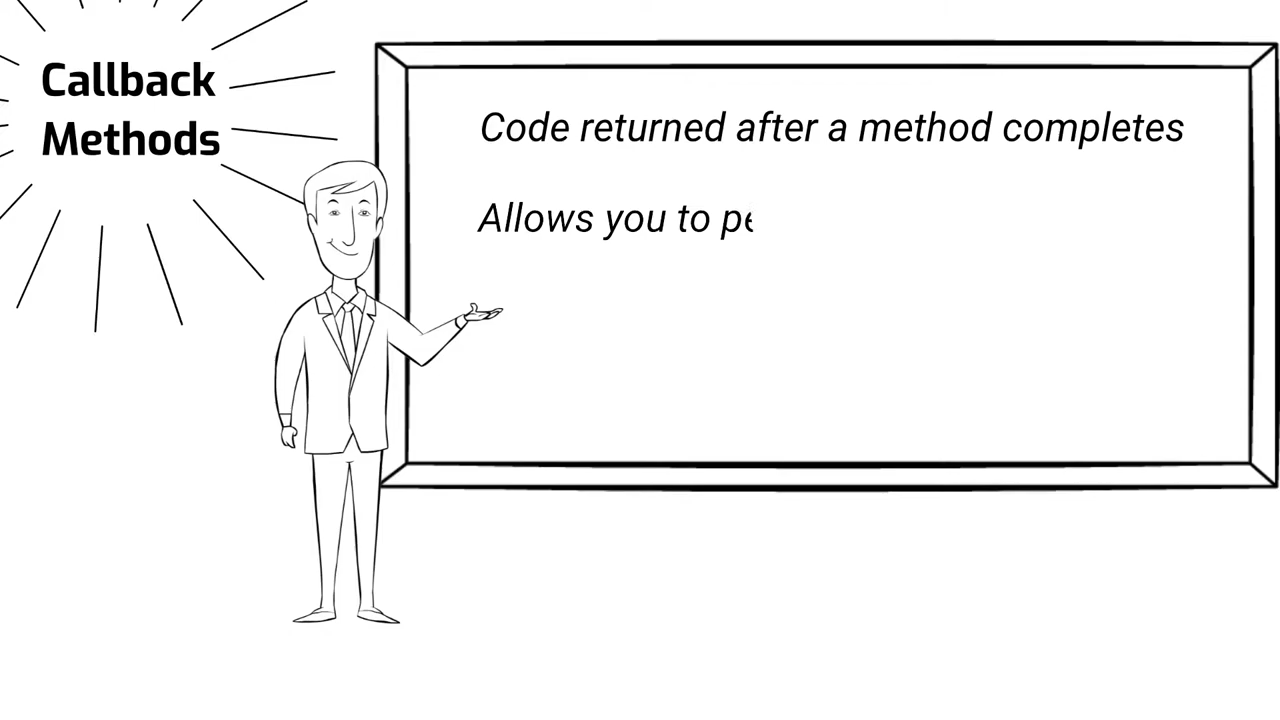 Callback
Methods
Code returned after a method completes
Allows you to